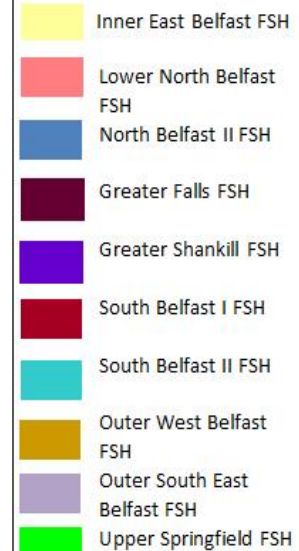 Inner East Belfast FSH
Lower North Belfast
FSH
North Belfast II FSH
Greater Falls FSH
Greater Shankill FSH
South Belfast I FSH
South Belfast II FSH
Outer West Belfast
FSH
Outer South East
Belfast FSH
Upper Springfield FSH